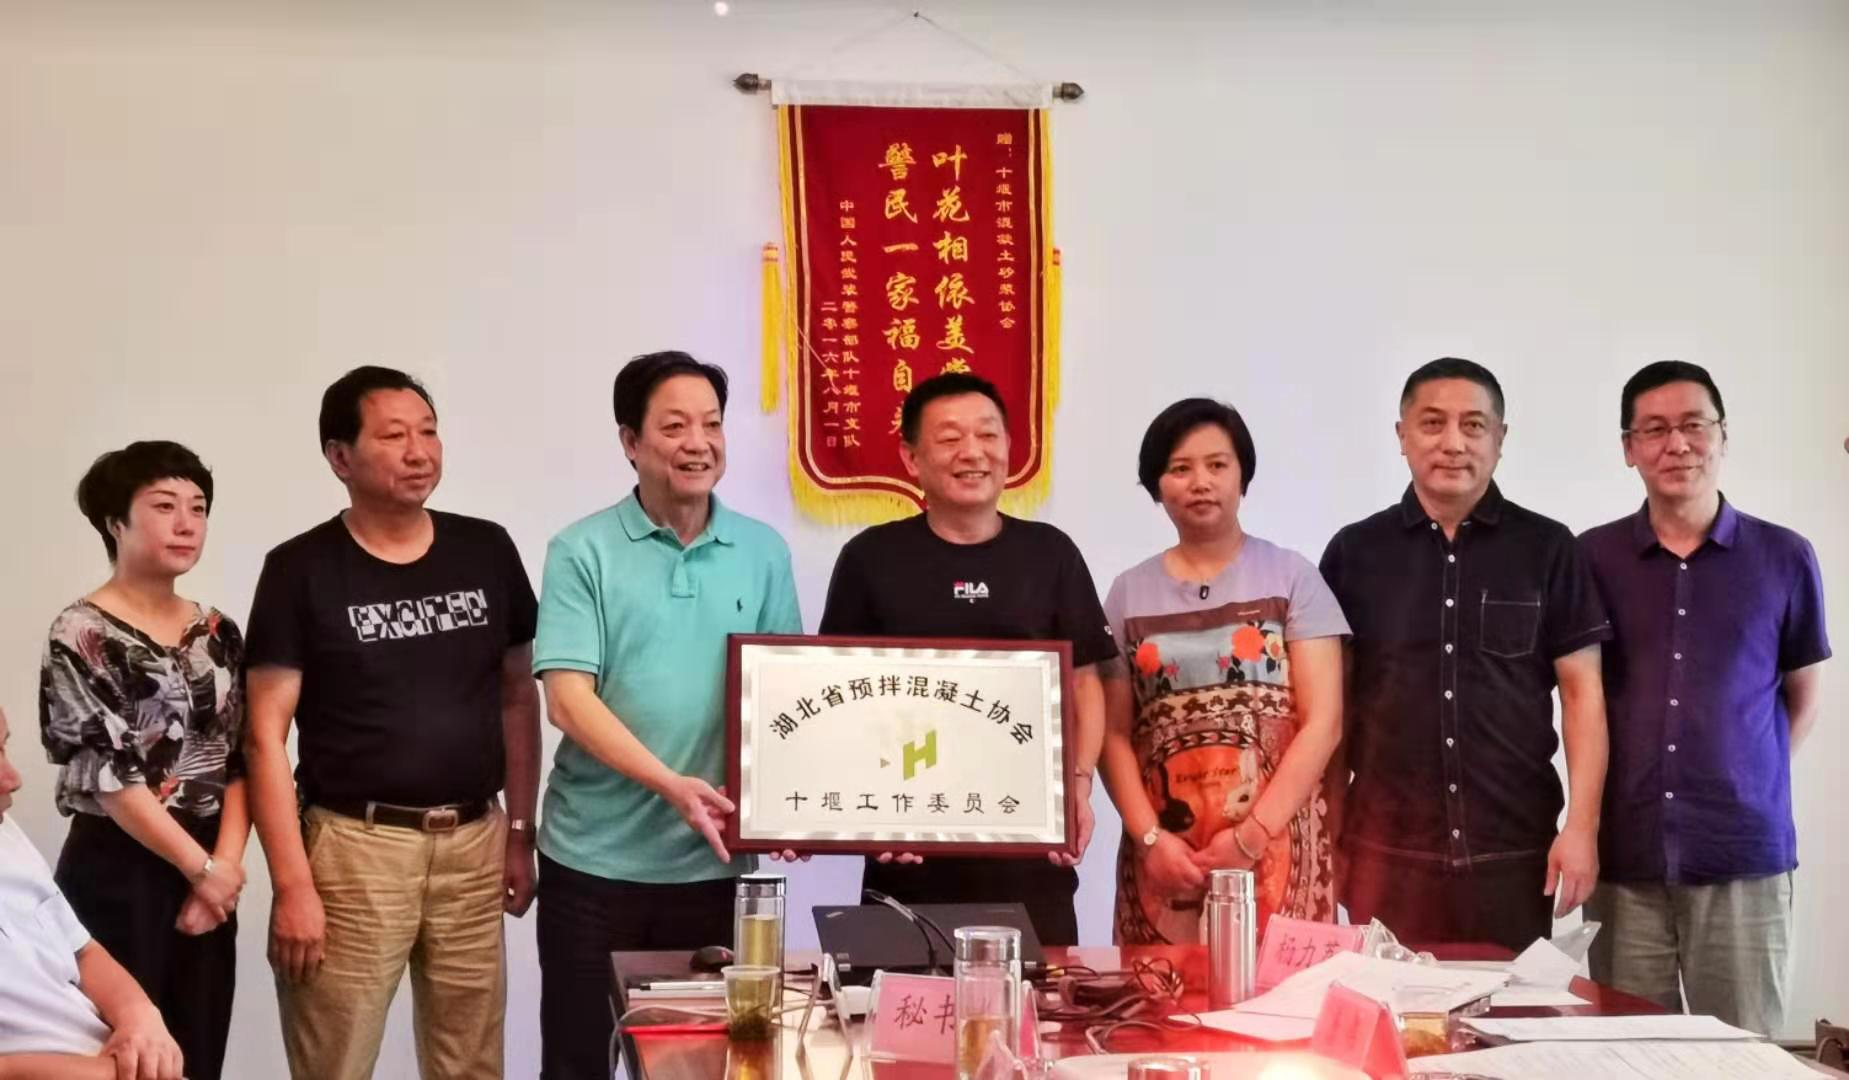 赠：十堰市混凝土砂浆协会
叶花相依美
警民一家福自
中国人民武装警察部队十堰市支队
二零一六年八月一日
EXCITED
FILA
湖北省预拌混凝土协会
H
十堰工作委员会
秘书
杨力